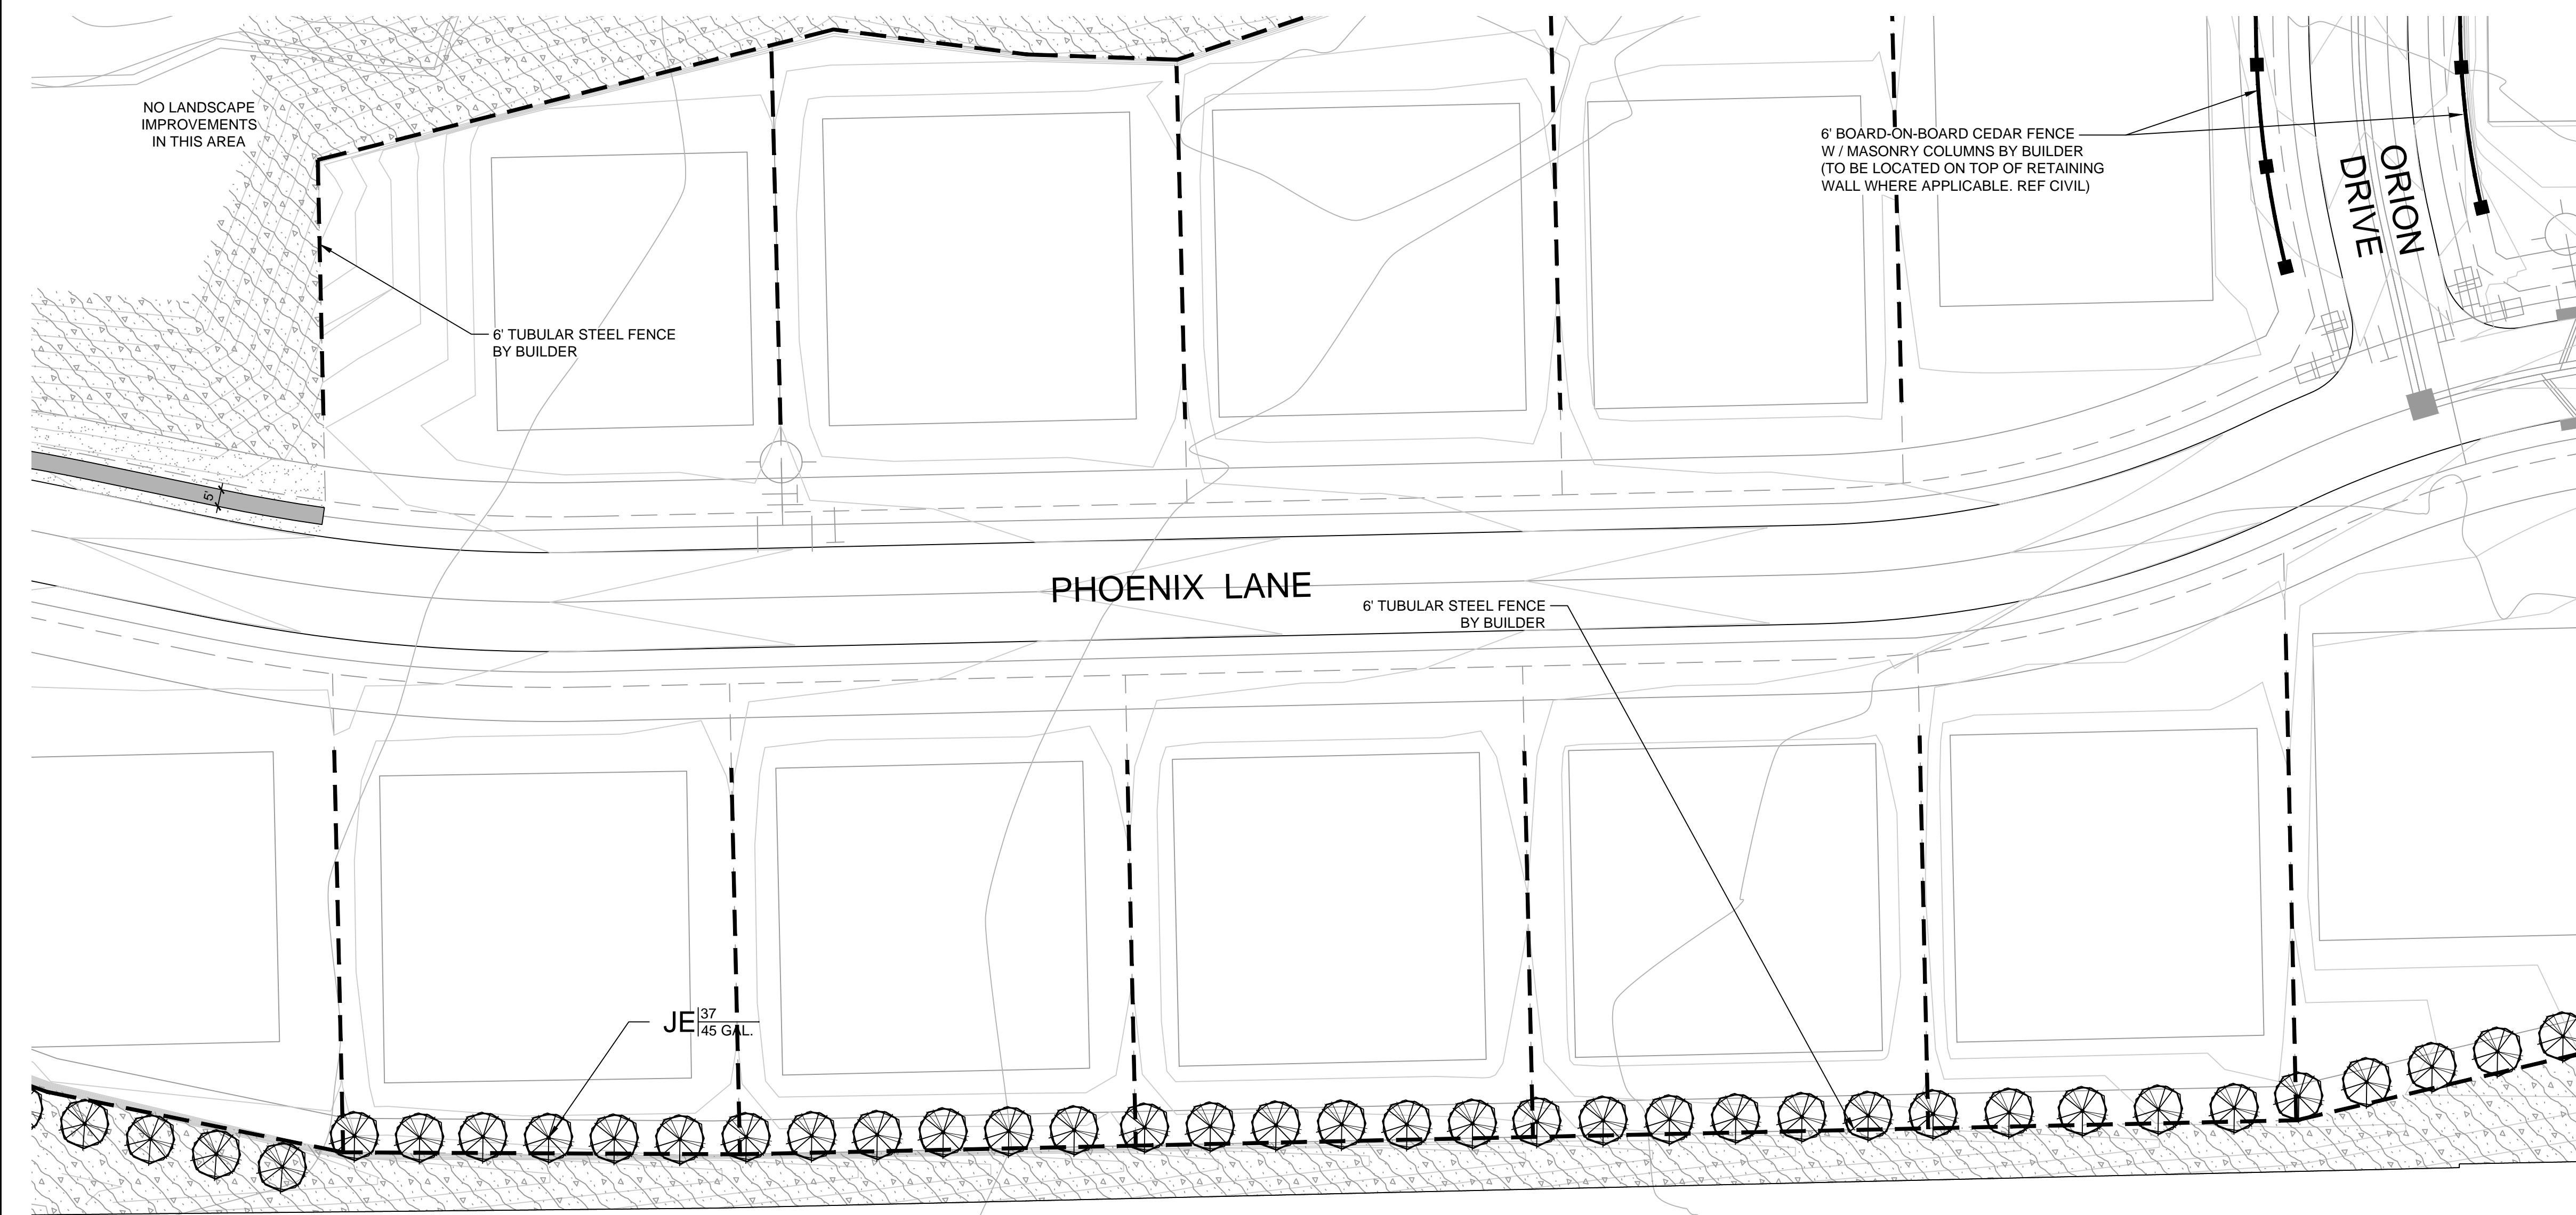 NO LANDSCAPE
IMPROVEMENTS
IN THIS AREA
6' BOARD-ON-BOARD CEDAR FENCE
W / MASONRY COLUMNS BY BUILDER
(TO BE LOCATED ON TOP OF RETAINING
WALL WHERE APPLICABLE. REF CIVIL)
ORION
DRIVE
6' TUBULAR STEEL FENCE
BY BUILDER
5'
PHOENIX LANE
6' TUBULAR STEEL FENCE
BY BUILDER
JE 37
45 GAL.